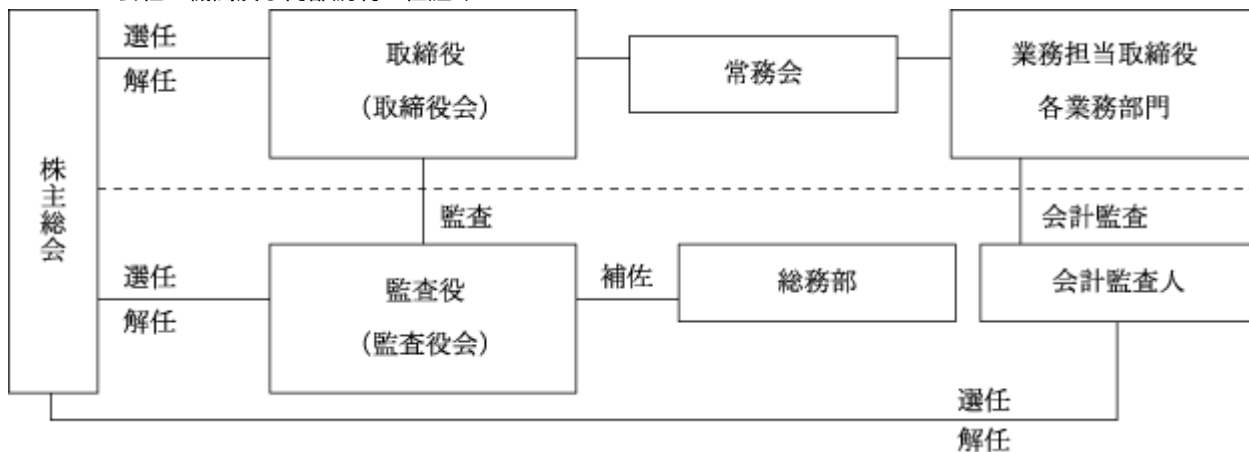 選任
解任
取締役
(取締役会)
常務会
業務担当取締役
各業務部門
株主総会
監査
会計監査
選任
解任
監査役
(監査役会)
補佐
総務部
会計監査人
選任
解任